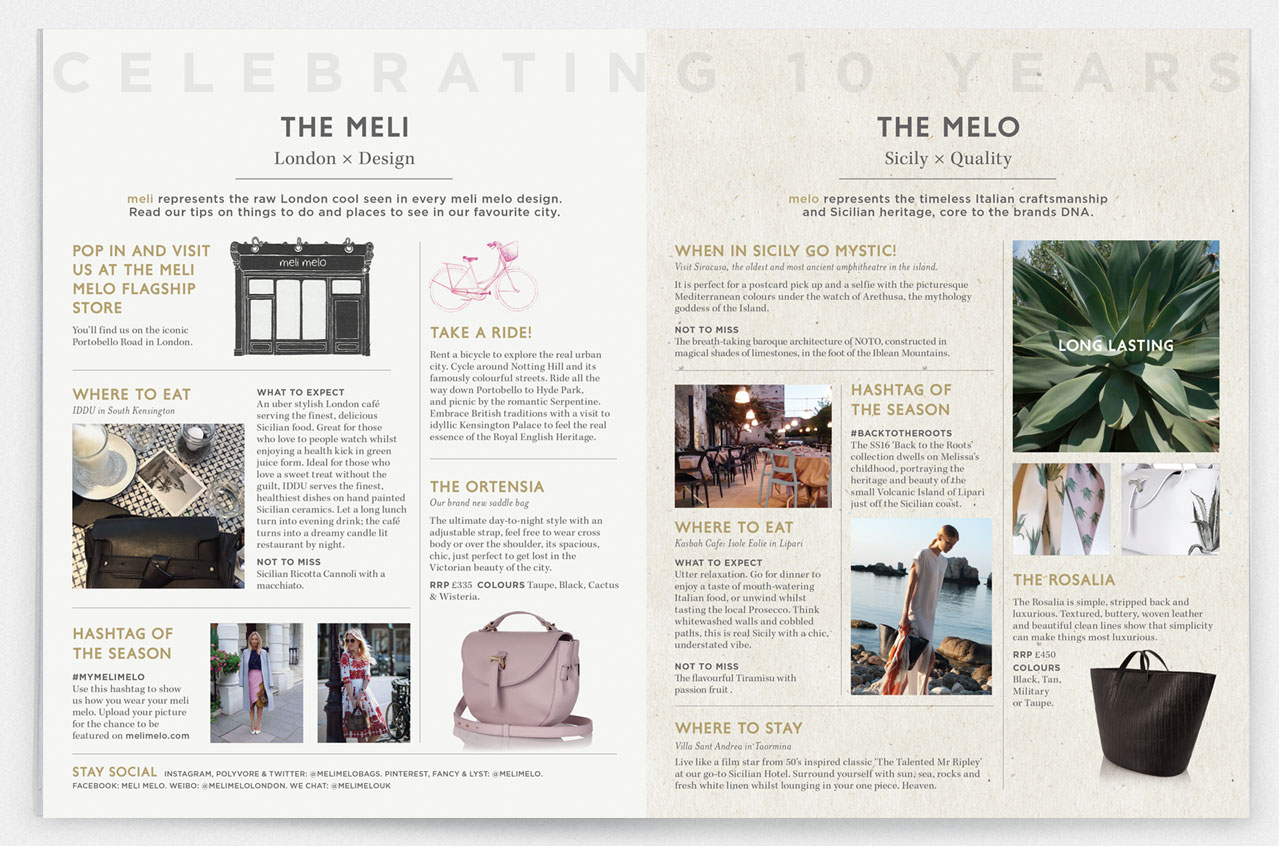 CELEBRATING 10 YEARS
THE MELI
London × Design
meli represents the raw London cool seen in every meli melo design.
Read our tips on things to do and places to see in our favourite city.
POP IN AND VISIT
US AT THE MELI
MELO FLAGSHIP
STORE
You'll find us on the iconic
Portobello Road in London.
meli melo
WHERE TO EAT
IDDU in South Kensington
WHAT TO EXPECT
An uber stylish London café
serving the finest, delicious
Sicilian food. Great for those
who love to people watch whilst
enjoying a health kick in green
juice form. Ideal for those who
love a sweet treat without the
guilt, IDDU serves the finest,
healthiest dishes on hand painted
Sicilian ceramics. Let a long lunch
turn into evening drink; the café
turns into a dreamy candle lit
restaurant by night.
NOT TO MISS
Sicilian Ricotta Cannoli with a
macchiato.
HASHTAG OF
THE SEASON
#MYMELIMELO
Use this hashtag to show
us how you wear your meli
melo. Upload your picture
for the chance to be
featured on melimelo.com
TAKE A RIDE!
Rent a bicycle to explore the real urban
city. Cycle around Notting Hill and its
famously colourful streets. Ride all the
way down Portobello to Hyde Park,
and picnic by the romantic Serpentine.
Embrace British traditions with a visit to
idyllic Kensington Palace to feel the real
essence of the Royal English Heritage.
THE ORTENSIA
Our brand new saddle bag
The ultimate day-to-night style with an
adjustable strap, feel free to wear cross
body or over the shoulder, its spacious,
chic, just perfect to get lost in the
Victorian beauty of the city.
RRP £335 COLOURS Taupe, Black, Cactus
& Wisteria.
STAY SOCIAL INSTAGRAM, POLYVORE & TWITTER: @MELIMELOBAGS. PINTEREST, FANCY & LYST: @MELIMELO.
FACEBOOK: MELI MELO. WEIBO: @MELIMELOLONDON. WE CHAT: @MELIMELOUK
THE MELO
Sicily × Quality
melo represents the timeless Italian craftsmanship
and Sicilian heritage, core to the brands DNA.
WHEN IN SICILY GO MYSTIC!
Visit Siracusa, the oldest and most ancient amphitheatre in the island.
It is perfect for a postcard pick up and a selfie with the picturesque
Mediterranean colours under the watch of Arethusa, the mythology
goddess of the Island.
NOT TO MISS
The breath-taking baroque architecture of NOTO, constructed in
magical shades of limestones, in the foot of the Iblean Mountains.
WHERE TO EAT
Kasbah Cafe: Isole Eolie in Lipari
WHAT TO EXPECT
Utter relaxation. Go for dinner to
enjoy a taste of mouth-watering
Italian food, or unwind whilst
tasting the local Prosecco. Think
whitewashed walls and cobbled
paths, this is real Sicily with a chic,
understated vibe.
NOT TO MISS
The flavourful Tiramisu with
passion fruit .
HASHTAG OF
THE SEASON
#BACKTOTHEROOTS
The SS16 'Back to the Roots'
collection dwells on Melissa's
childhood, portraying the
heritage and beauty of the
small Volcanic Island of Lipari
just off the Sicilian coast.
WHERE TO STAY
Villa Sant Andrea in Taormina
Live like a film star from 50's inspired classic 'The Talented Mr Ripley'
at our go-to Sicilian Hotel. Surround yourself with sun, sea, rocks and
fresh white linen whilst lounging in your one piece. Heaven.
LONG LASTING
THE ROSALIA
The Rosalia is simple, stripped back and
luxurious. Textured, buttery, woven leather
and beautiful clean lines show that simplicity
can make things most luxurious.
RRP £450
COLOURS
Black, Tan,
Military
or Taupe.